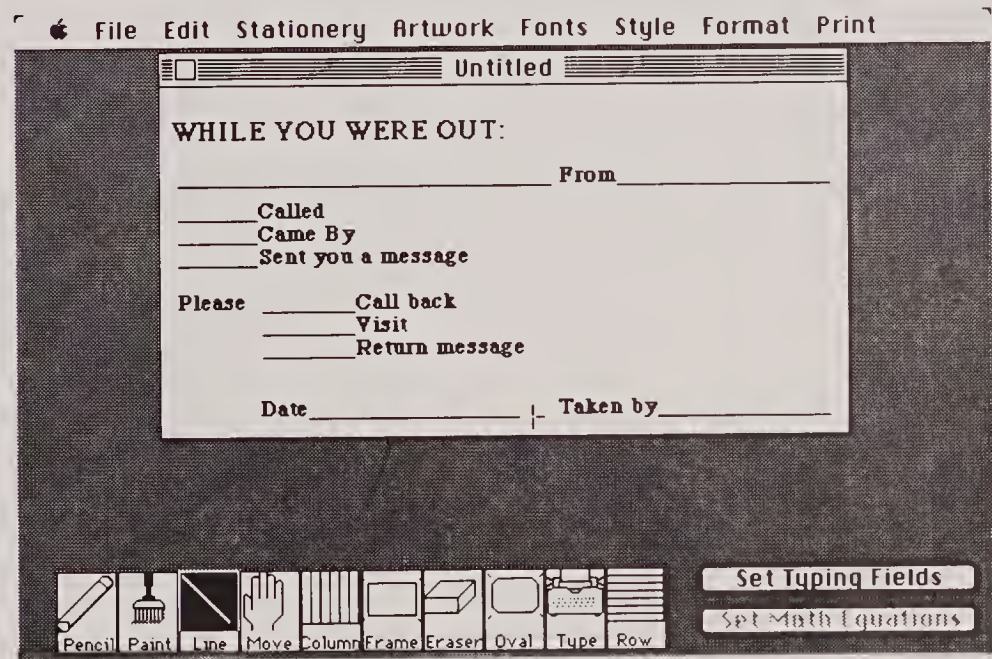 File Edit Stationery Artwork Fonts Style Format Print
Untitled
WHILE YOU WERE OUT:
From
Called
Came By
Sent you a message
Please Call back
Visit
Return message
Date Taken by
Set Typing Fields
Set Math Equations
Pencil Paint Line Move Column Frame Eraser Oval Type Row